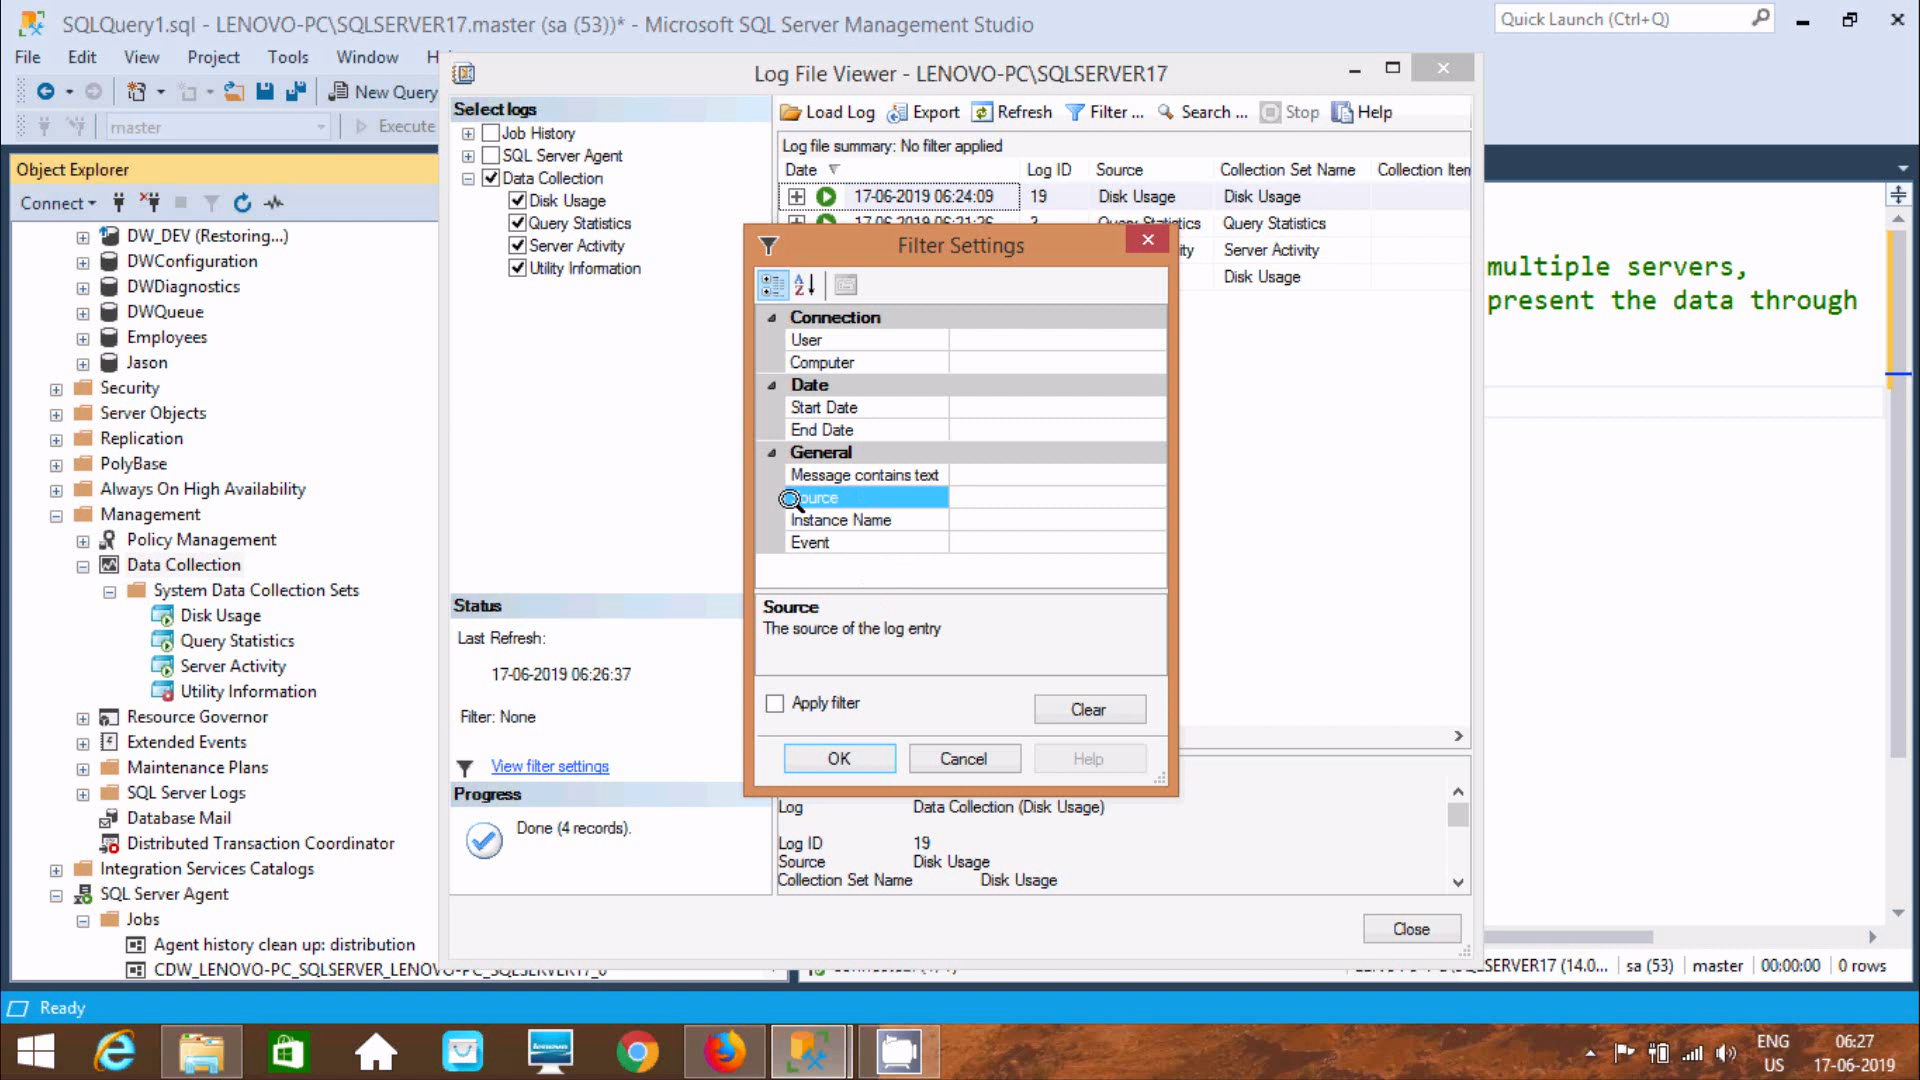 SQLQuery1.sql - LENOVO-PC\SQLSERVER17.master (sa (53))* - Microsoft SQL Server Management Studio
Quick Launch (Ctrl+Q)
File Edit View Project Tools Window
New Query
master
Execute
Object Explorer
Connect
DW_DEV (Restoring...)
DWConfiguration
DWDiagnostics
DWQueue
Employees
Jason
Security
Server Objects
Replication
PolyBase
Always On High Availability
Management
Policy Management
Data Collection
System Data Collection Sets
Disk Usage
Query Statistics
Server Activity
Utility Information
Resource Governor
Extended Events
Maintenance Plans
SQL Server Logs
Database Mail
Distributed Transaction Coordinator
Integration Services Catalogs
SQL Server Agent
Jobs
Agent history clean up: distribution
Log File Viewer - LENOVO-PC\SQLSERVER17
Select logs
Job History
SQL Server Agent
Data Collection
Disk Usage
Query Statistics
Server Activity
Utility Information
Status
Last Refresh:
17-06-2019 06:26:37
Filter: None
View filter settings
Progress
Done (4 records).
Load Log Export Refresh Filter ... Search ... Stop Help
Log file summary: No filter applied
Date Log ID Source Collection Set Name Collection Item
17-06-2019 06:24:09 19 Disk Usage Disk Usage
17-06-2019 06:21:26 Query Statistics Query Statistics
Server Activity
Disk Usage
Filter Settings
Connection
User
Computer
Date
Start Date
End Date
General
Message contains text
Source
Instance Name
Event
Source
The source of the log entry
Apply filter
Clear
OK Cancel Help
Log Data Collection (Disk Usage)
Log ID 19
Source Disk Usage
Collection Set Name Disk Usage
Close
multiple servers,
present the data through
sa (53) master 00:00:00 0 rows
Ready
ENG
US
06:27
17-06-2019